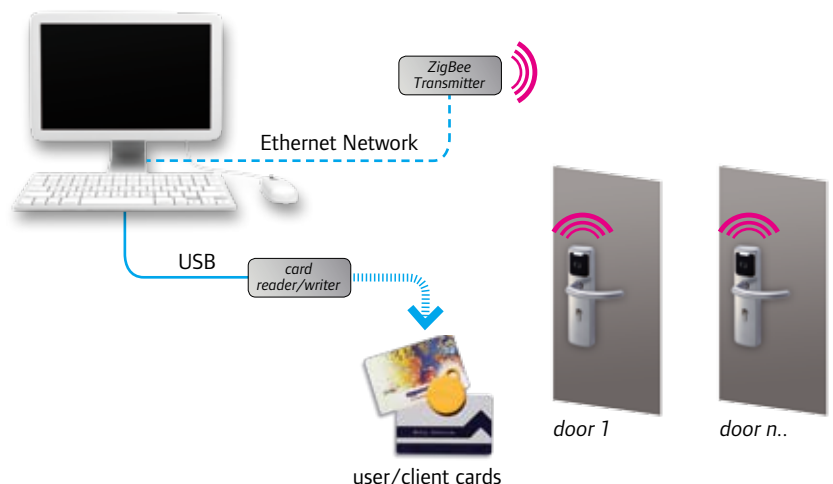 ZigBee
Transmitter
Ethernet Network
USB
card
reader/writer
door 1
door n..
user/client cards